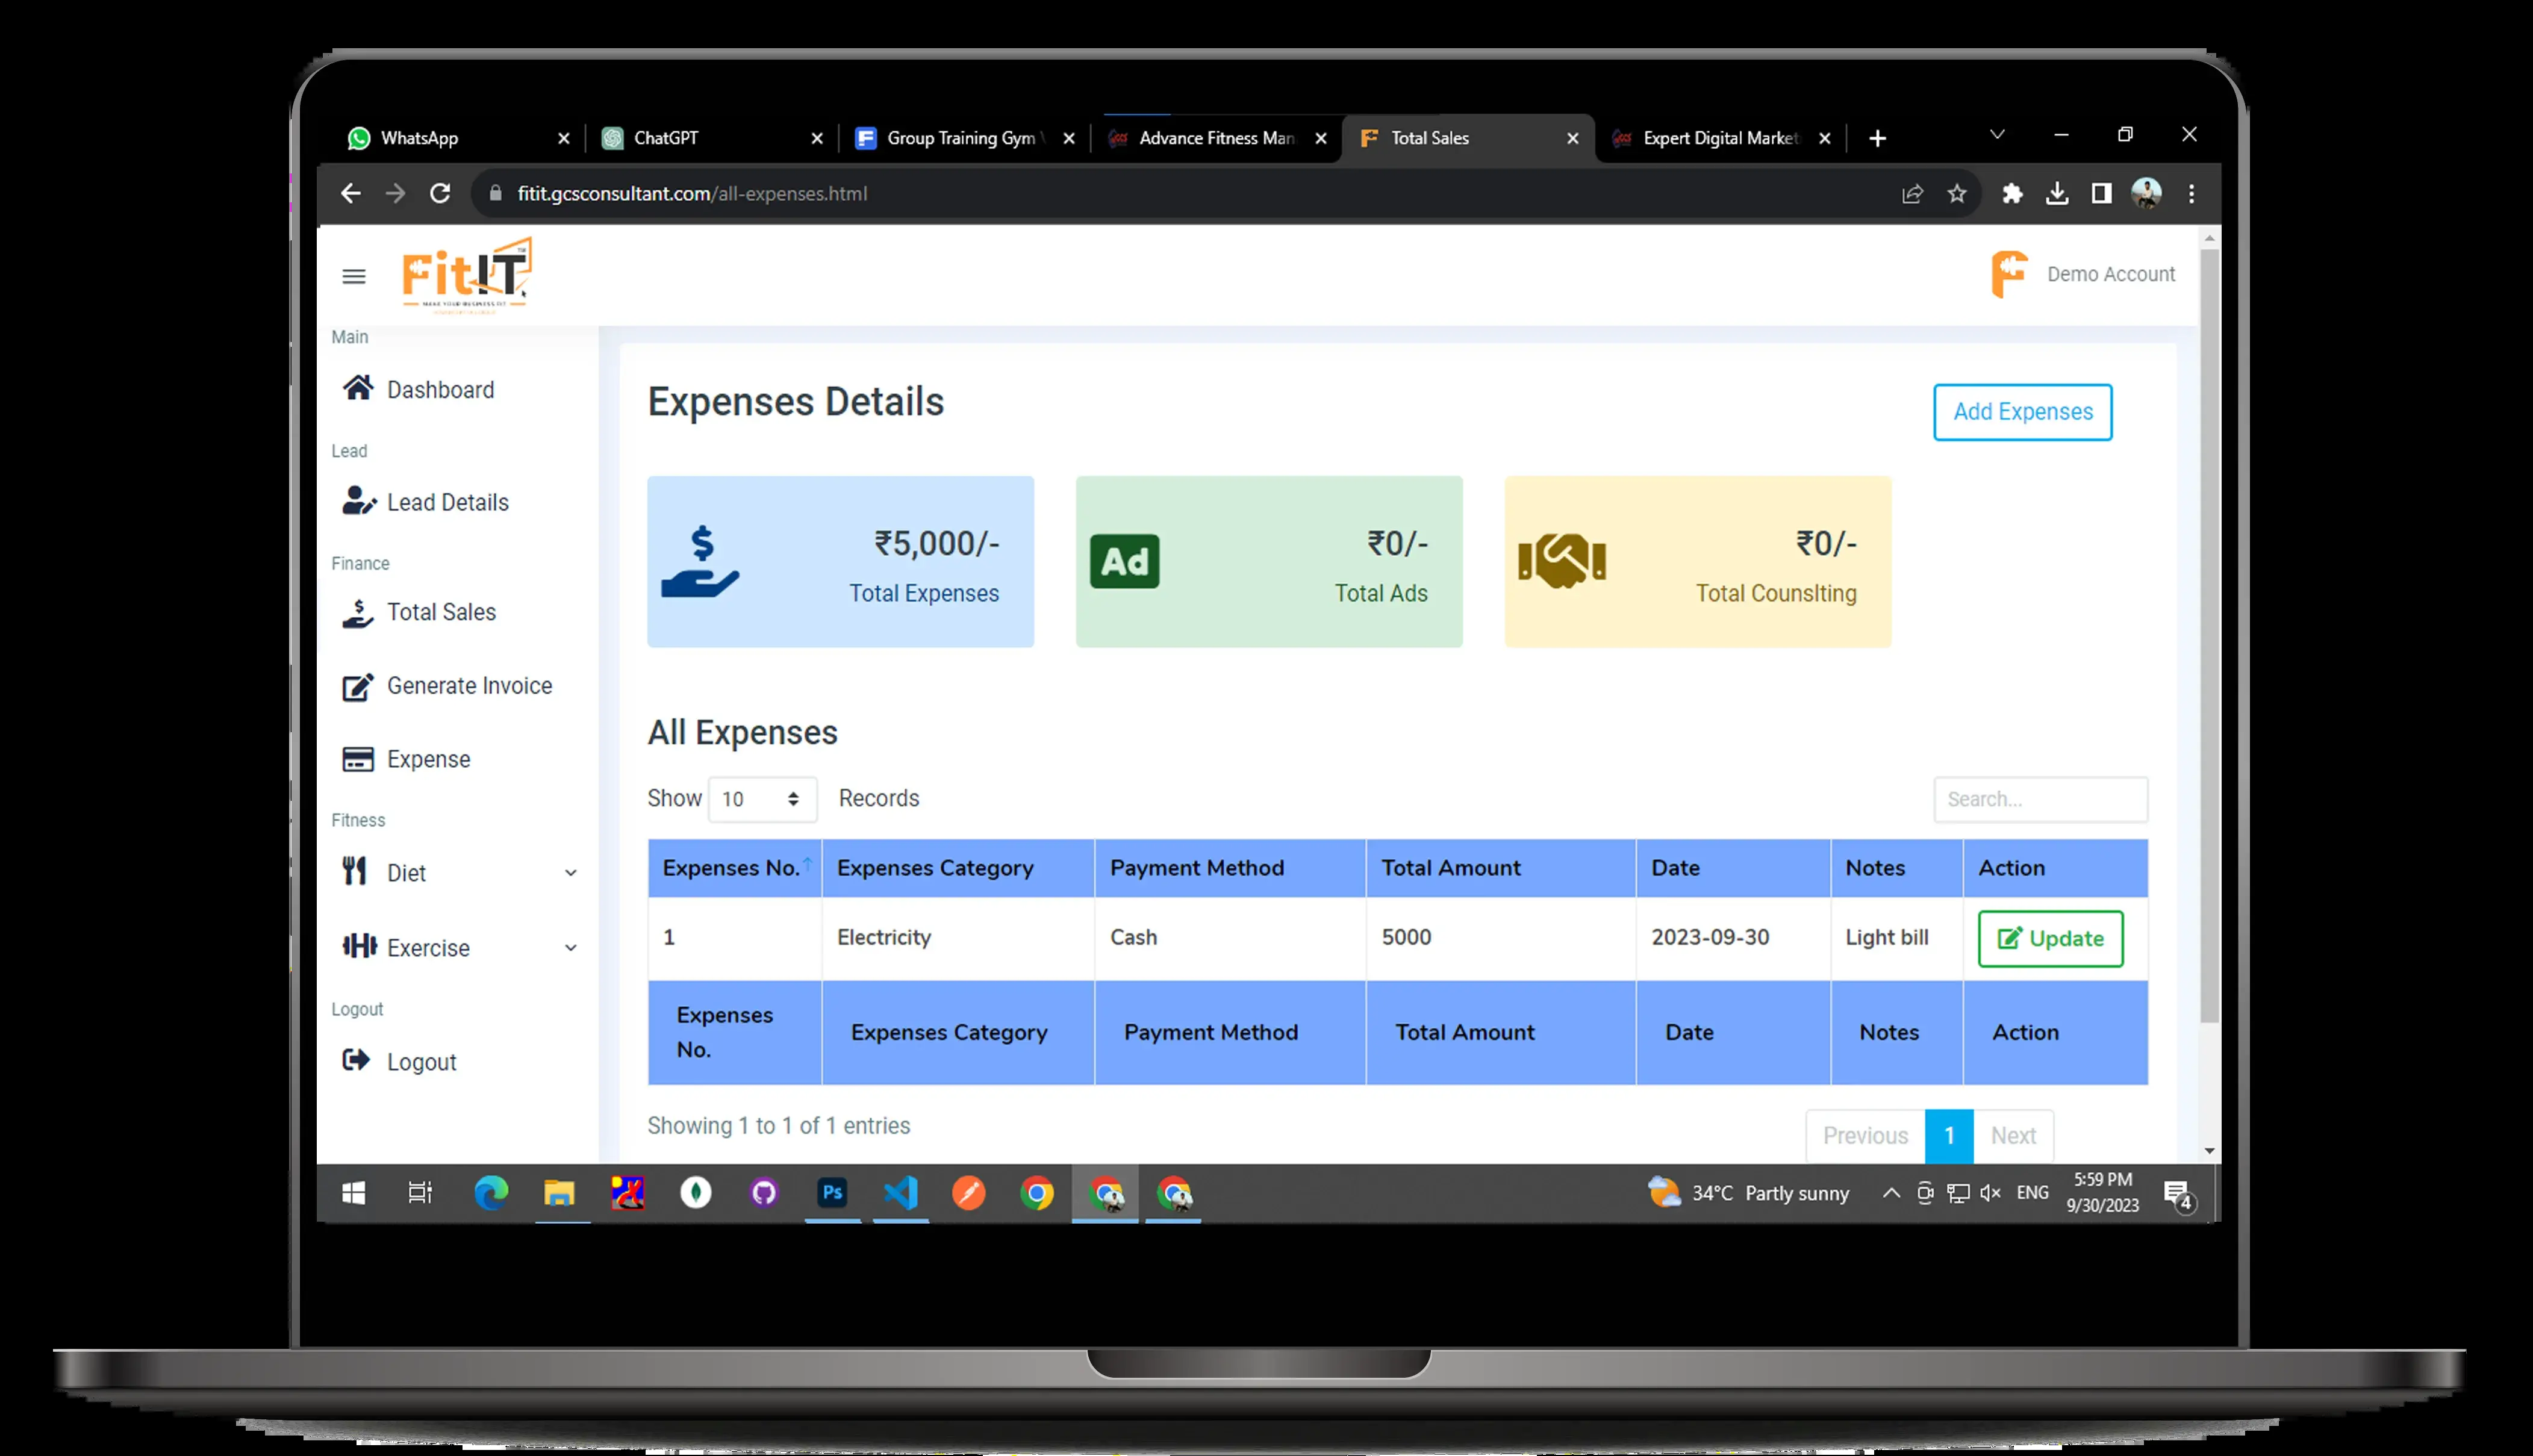 WhatsApp
ChatGPT
Group Training Gym
Advance Fitness Man
Total Sales
Expert Digital Market
fitit.gcsconsultant.com/all-expenses.html
FitIT
TM
MAKE YOUR BUSINESS FIT
Demo Account
Main
Dashboard
Lead
Lead Details
Finance
Total Sales
Generate Invoice
Expense
Fitness
Diet
Exercise
Logout
Logout
Expenses Details
Add Expenses
$
₹5,000/-
Total Expenses
Ad
₹0/-
Total Ads
₹0/-
Total Counslting
All Expenses
Show 10 Records
Search...
Expenses No. Expenses Category Payment Method Total Amount Date Notes Action
1 Electricity Cash 5000 2023-09-30 Light bill Update
Expenses No. Expenses Category Payment Method Total Amount Date Notes Action
Showing 1 to 1 of 1 entries
Previous 1 Next
Ps
34°C Partly sunny
ENG
5:59 PM
9/30/2023
4